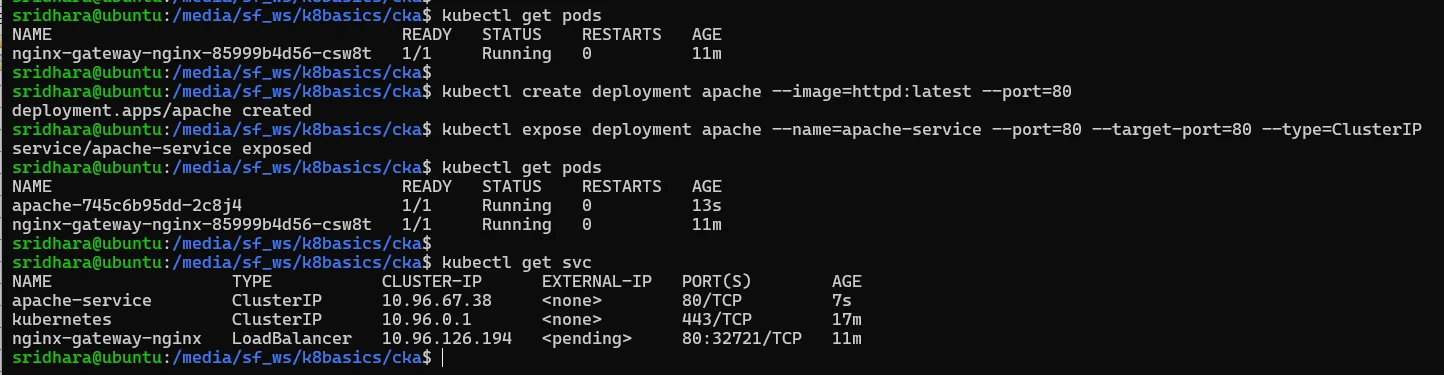 sridhara@ubuntu:/media/sf_ws/k8basics/cka$ kubectl get pods
NAME READY STATUS RESTARTS AGE
nginx-gateway-nginx-85999b4d56-csw8t 1/1 Running 0 11m
sridhara@ubuntu:/media/sf_ws/k8basics/cka$
sridhara@ubuntu:/media/sf_ws/k8basics/cka$ kubectl create deployment apache --image=httpd:latest --port=80
deployment.apps/apache created
sridhara@ubuntu:/media/sf_ws/k8basics/cka$ kubectl expose deployment apache --name=apache-service --port=80 --target-port=80 --type=ClusterIP
service/apache-service exposed
sridhara@ubuntu:/media/sf_ws/k8basics/cka$ kubectl get pods
NAME READY STATUS RESTARTS AGE
apache-745c6b95dd-2c8j4 1/1 Running 0 13s
nginx-gateway-nginx-85999b4d56-csw8t 1/1 Running 0 11m
sridhara@ubuntu:/media/sf_ws/k8basics/cka$
sridhara@ubuntu:/media/sf_ws/k8basics/cka$ kubectl get svc
NAME TYPE CLUSTER-IP EXTERNAL-IP PORT(S) AGE
apache-service ClusterIP 10.96.67.38 <none> 80/TCP 7s
kubernetes ClusterIP 10.96.0.1 <none> 443/TCP 17m
nginx-gateway-nginx LoadBalancer 10.96.126.194 <pending> 80:32721/TCP 11m
sridhara@ubuntu:/media/sf_ws/k8basics/cka$